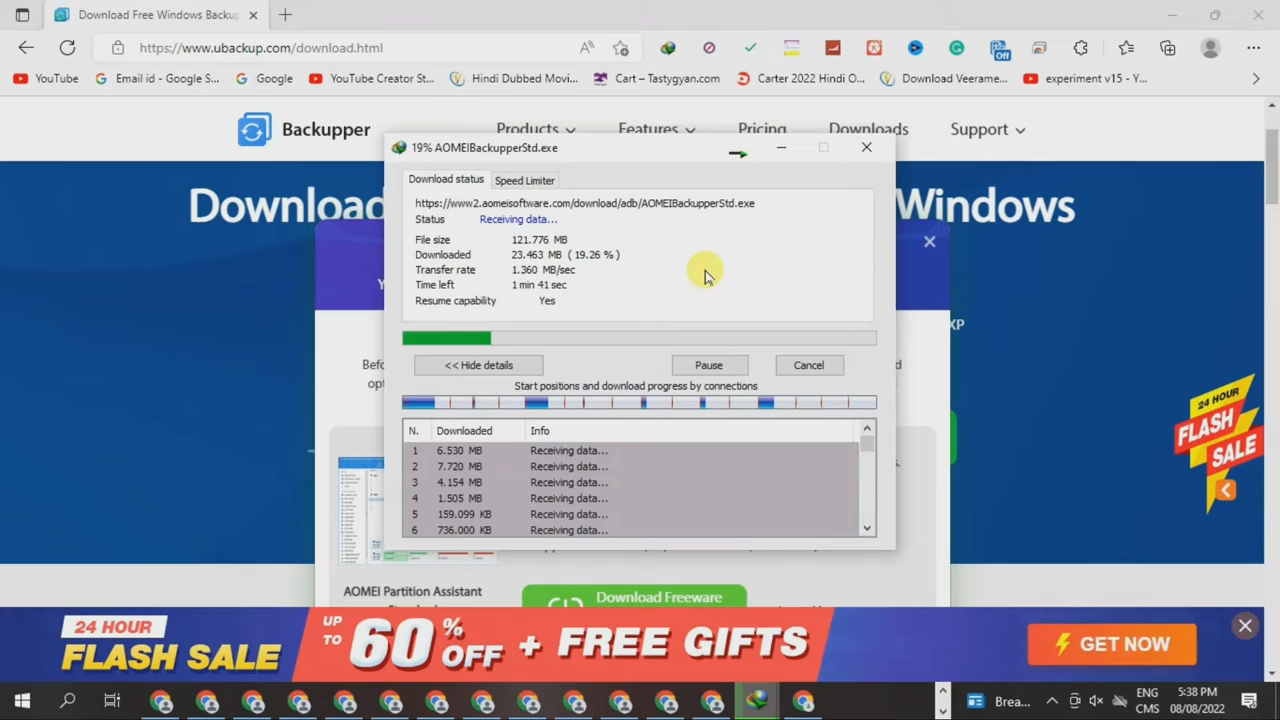 Download Free Windows Backup
https://www.ubackup.com/download.html
YouTube
Email id - Google S...
Google
YouTube Creator St...
Hindi Dubbed Movi...
Cart – Tastygyan.com
Carter 2022 Hindi O...
Download Veerame...
experiment v15 - Y...
Off
Backupper
Products
Features
Pricing
Downloads
Support
Download
Windows
19% AOMEIBackupperStd.exe
Download status
Speed Limiter
https://www2.aomeisoftware.com/download/adb/AOMEIBackupperStd.exe
Status Receiving data...
File size 121.776 MB
Downloaded 23.463 MB ( 19.26 % )
Transfer rate 1.360 MB/sec
Time left 1 min 41 sec
Resume capability Yes
<< Hide details
Pause
Cancel
Start positions and download progress by connections
N. Downloaded Info
1 6.530 MB Receiving data...
2 7.720 MB Receiving data...
3 4.154 MB Receiving data...
4 1.505 MB Receiving data...
5 159.099 KB Receiving data...
6 736.000 KB Receiving data...
XP
AOMEI Partition Assistant
Download Freeware
24 HOUR
FLASH
SALE
24 HOUR
FLASH SALE
UP TO 60% OFF + FREE GIFTS
GET NOW
Brea...
ENG
CMS
5:38 PM
08/08/2022